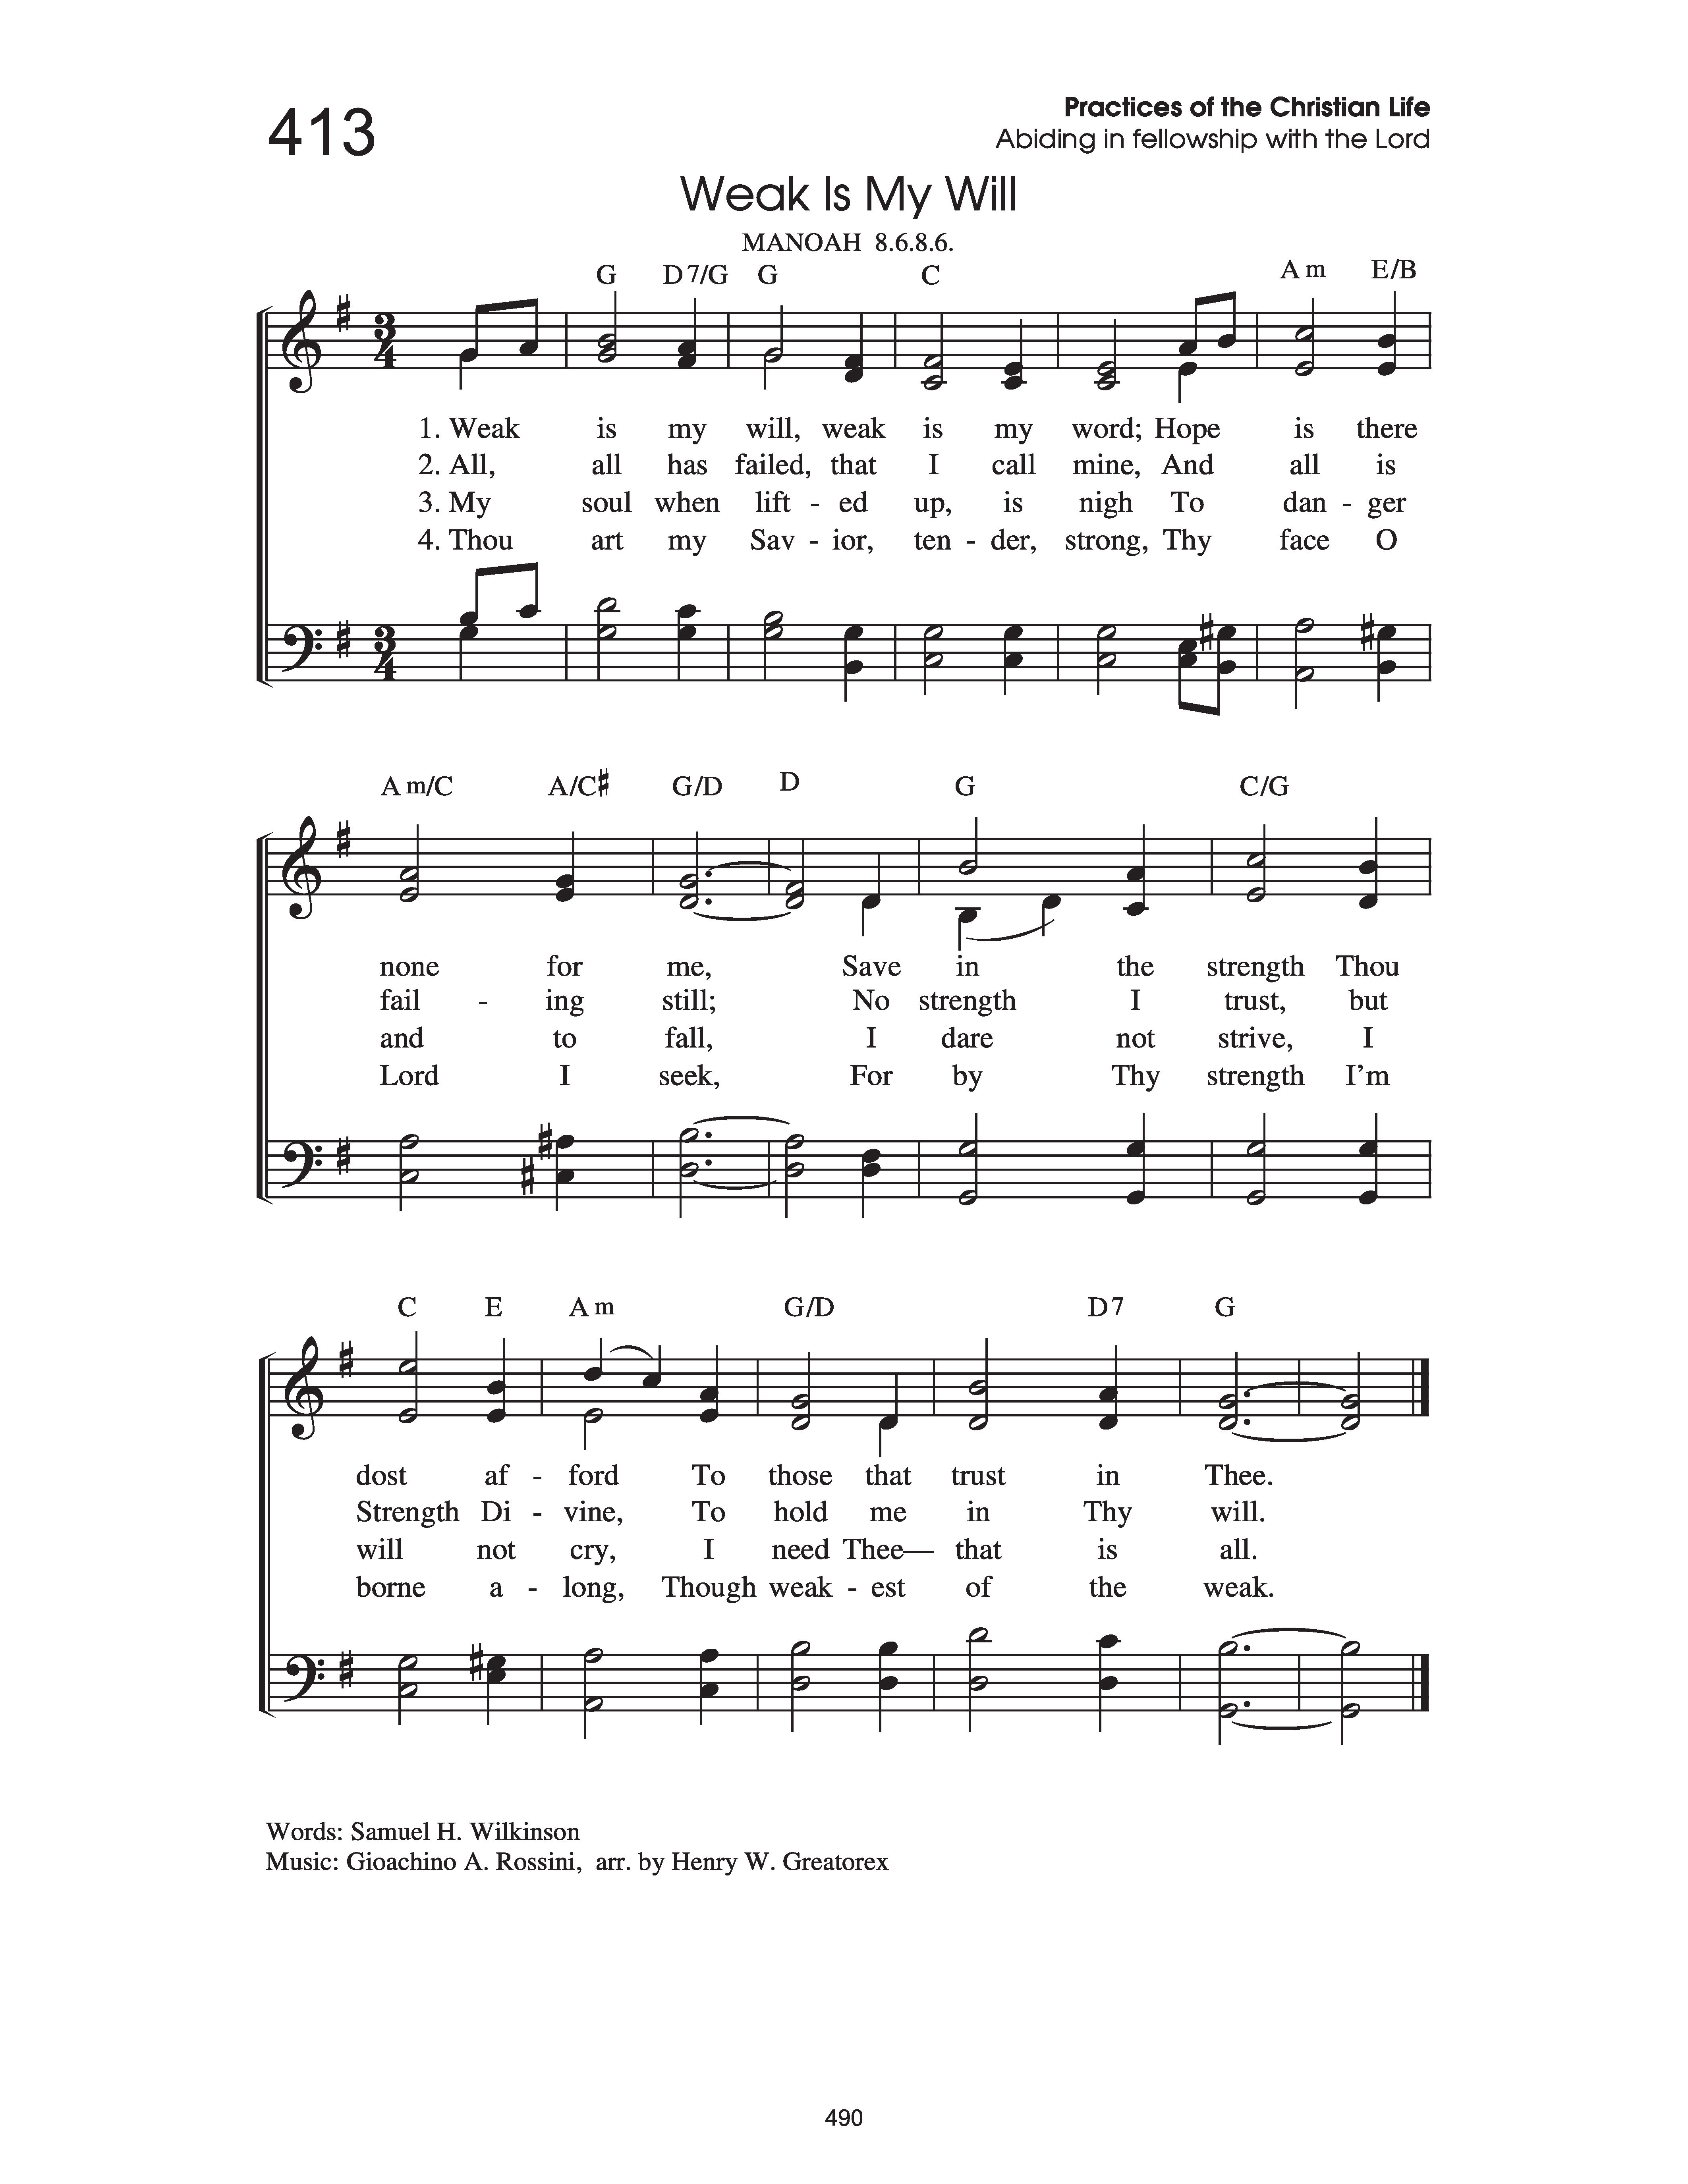 413
Practices of the Christian Life
Abiding in fellowship with the Lord
Weak Is My Will
MANOAH 8.6.8.6.
G D7/G G C Am E/B
3 4
1. Weak is my will, weak is my word; Hope is there
2. All, all has failed, that I call mine, And all is
3. My soul when lift - ed up, is nigh To dan - ger
4. Thou art my Sav - ior, ten - der, strong, Thy face O
3 4
Am/C A/C♯ G/D D G C/G
none for me, Save in the strength Thou
fail - ing still; No strength I trust, but
and to fall, I dare not strive, I
Lord I seek, For by Thy strength I'm
C E Am G/D D7 G
dost af - ford To those that trust in Thee.
Strength Di - vine, To hold me in Thy will.
will not cry, I need Thee— that is all.
borne a - long, Though weak - est of the weak.
Words: Samuel H. Wilkinson
Music: Gioachino A. Rossini, arr. by Henry W. Greatorex
490